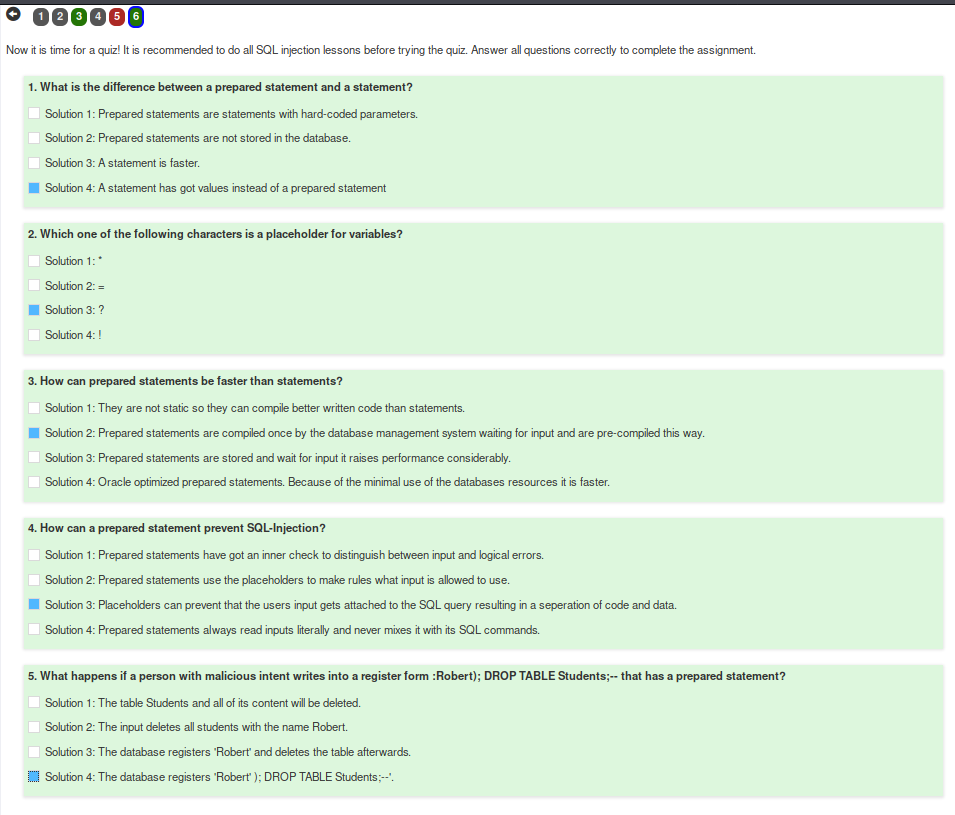 1 2 3 4 5 6
Now it is time for a quiz! It is recommended to do all SQL injection lessons before trying the quiz. Answer all questions correctly to complete the assignment.
1. What is the difference between a prepared statement and a statement?
Solution 1: Prepared statements are statements with hard-coded parameters.
Solution 2: Prepared statements are not stored in the database.
Solution 3: A statement is faster.
Solution 4: A statement has got values instead of a prepared statement
2. Which one of the following characters is a placeholder for variables?
Solution 1: *
Solution 2: =
Solution 3: ?
Solution 4: !
3. How can prepared statements be faster than statements?
Solution 1: They are not static so they can compile better written code than statements.
Solution 2: Prepared statements are compiled once by the database management system waiting for input and are pre-compiled this way.
Solution 3: Prepared statements are stored and wait for input it raises performance considerably.
Solution 4: Oracle optimized prepared statements. Because of the minimal use of the databases resources it is faster.
4. How can a prepared statement prevent SQL-Injection?
Solution 1: Prepared statements have got an inner check to distinguish between input and logical errors.
Solution 2: Prepared statements use the placeholders to make rules what input is allowed to use.
Solution 3: Placeholders can prevent that the users input gets attached to the SQL query resulting in a seperation of code and data.
Solution 4: Prepared statements always read inputs literally and never mixes it with its SQL commands.
5. What happens if a person with malicious intent writes into a register form :Robert); DROP TABLE Students;-- that has a prepared statement?
Solution 1: The table Students and all of its content will be deleted.
Solution 2: The input deletes all students with the name Robert.
Solution 3: The database registers 'Robert' and deletes the table afterwards.
Solution 4: The database registers 'Robert' ); DROP TABLE Students;--'.